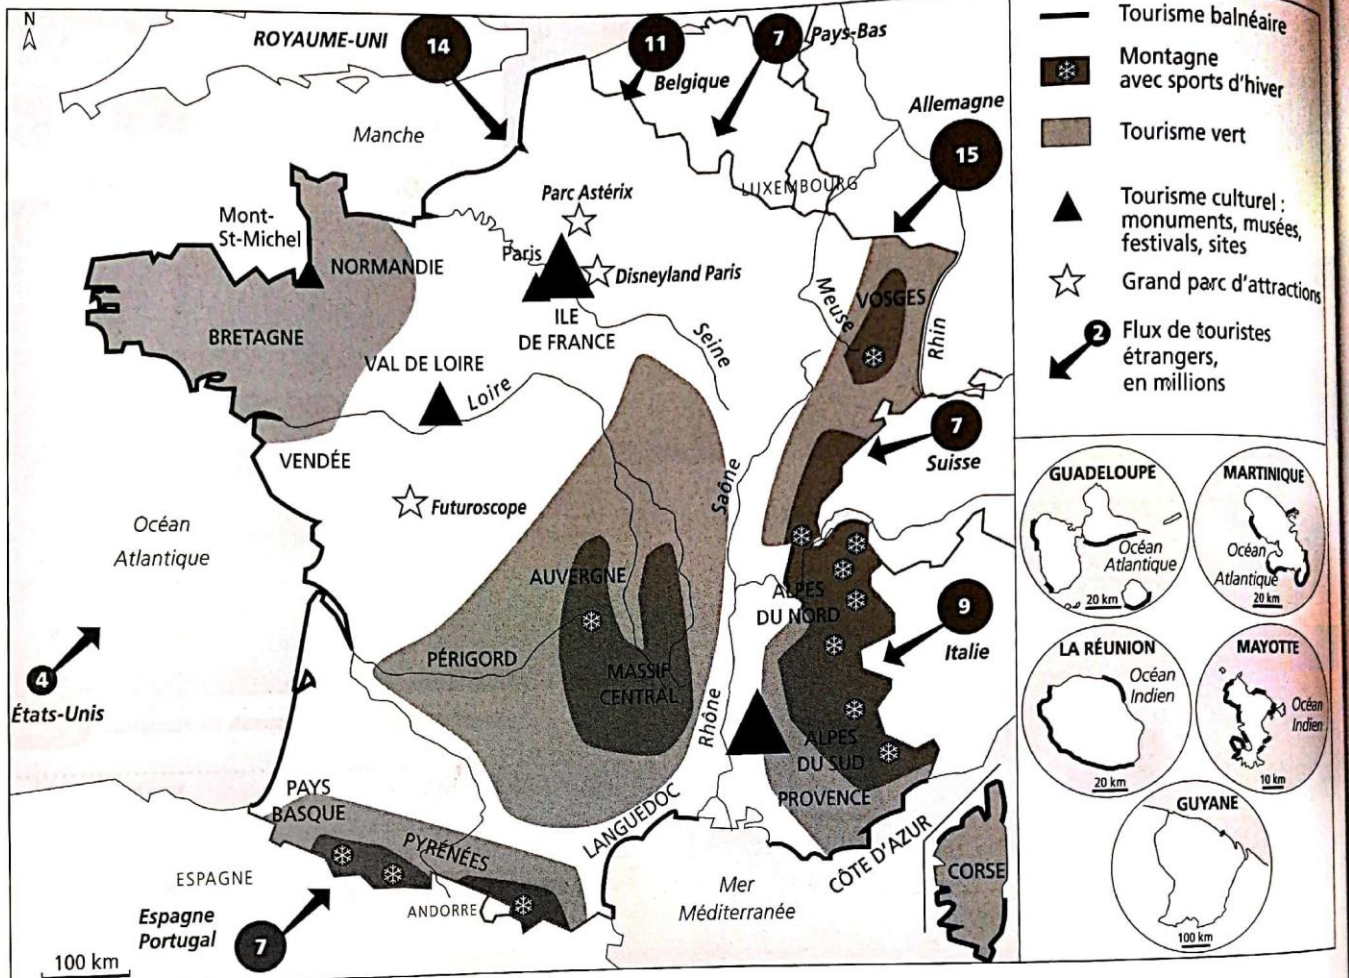 N
ROYAUME-UNI
14
11
7
Pays-Bas
Belgique
Allemagne
15
Manche
LUXEMBOURG
Parc Astérix
Mont-
St-Michel
Paris
NORMANDIE
Disneyland Paris
Meuse
VOSGES
ILE
DE FRANCE
Seine
Rhin
BRETAGNE
VAL DE LOIRE
Loire
7
Suisse
VENDÉE
Saône
Futuroscope
Océan
Atlantique
AUVERGNE
ALPES
DU NORD
9
Italie
PÉRIGORD
MASSIF
CENTRAL
4
États-Unis
Rhône
ALPES
DU SUD
PROVENCE
PAYS
BASQUE
LANGUEDOC
CÔTE D'AZUR
PYRÉNÉES
CORSE
ESPAGNE
Mer
Méditerranée
ANDORRE
Espagne
Portugal
7
100 km
Tourisme balnéaire
Montagne
avec sports d'hiver
Tourisme vert
Tourisme culturel :
monuments, musées,
festivals, sites
Grand parc d'attractions
2
Flux de touristes
étrangers,
en millions
GUADELOUPE
Océan
Atlantique
20 km
MARTINIQUE
Océan
Atlantique
20 km
LA RÉUNION
Océan
Indien
20 km
MAYOTTE
Océan
Indien
10 km
GUYANE
100 km